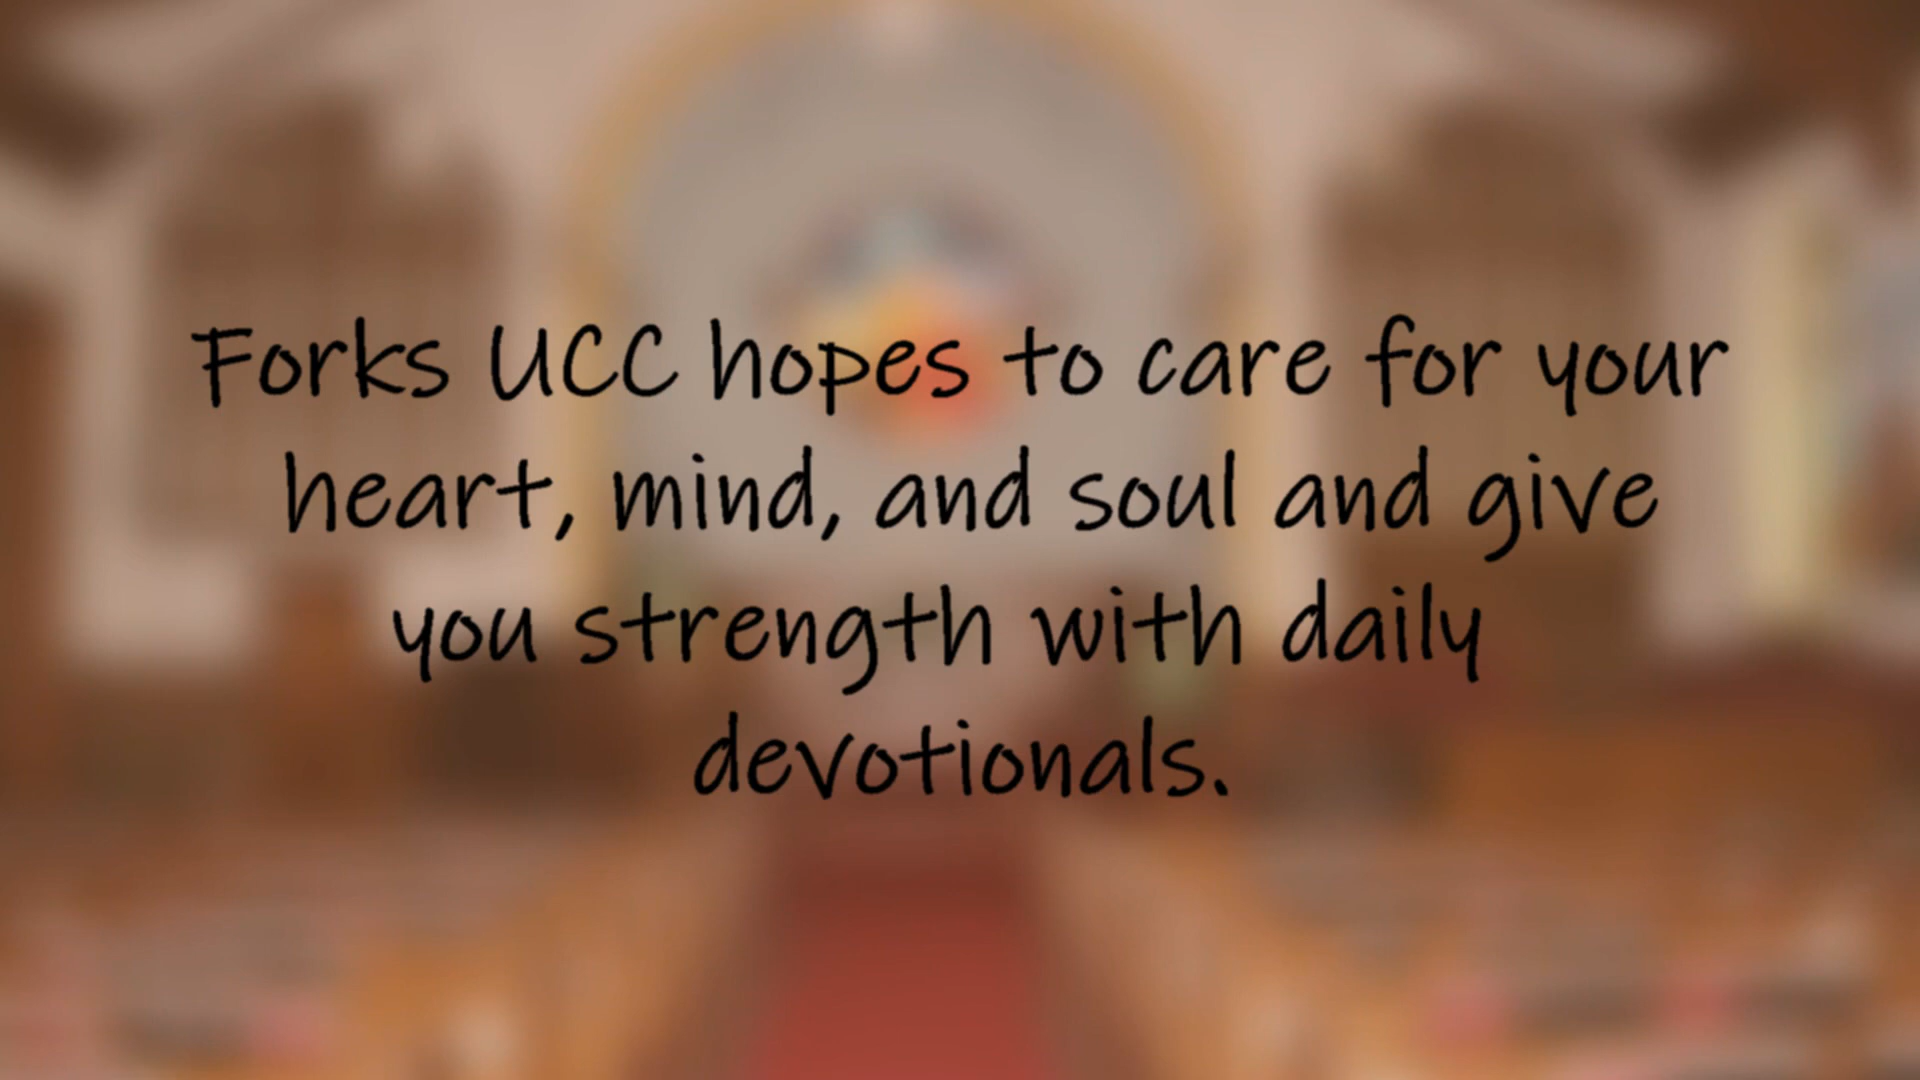 Forks UCC hopes to care for your
heart, mind, and soul and give
you strength with daily
devotionals.